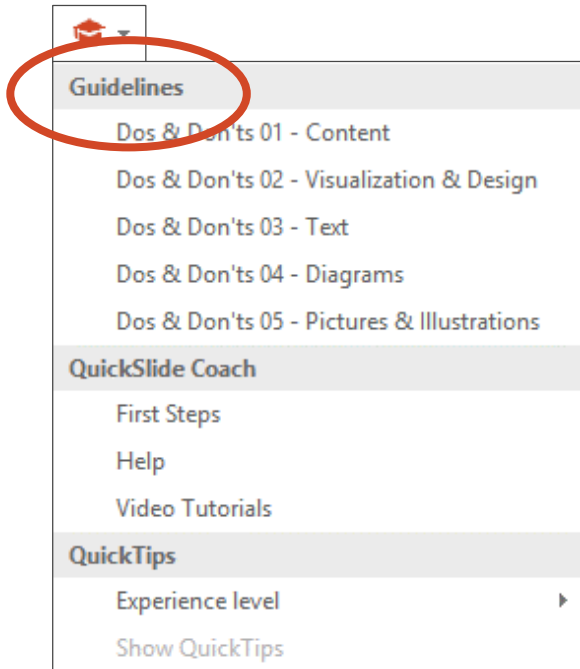 Guidelines
Dos & Don'ts 01 - Content
Dos & Don'ts 02 - Visualization & Design
Dos & Don'ts 03 - Text
Dos & Don'ts 04 - Diagrams
Dos & Don'ts 05 - Pictures & Illustrations
QuickSlide Coach
First Steps
Help
Video Tutorials
QuickTips
Experience level
Show QuickTips